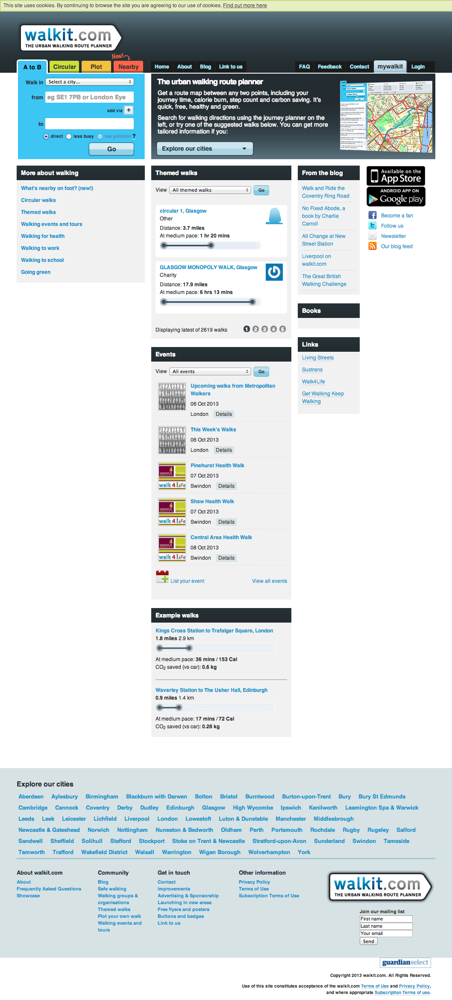 This site uses cookies. By continuing to browse the site you are agreeing to our use of cookies. Find out more here
walkit.com
THE URBAN WALKING ROUTE PLANNER
New!
A to B
Circular
Plot
Nearby
Home
About
Blog
Link to us
FAQ
Feedback
Contact
mywalkit
Login
Walk in Select a city...
from eg SE1 7PB or London Eye
add via +
to
direct less busy low pollution ?
Go
The urban walking route planner
Get a route map between any two points, including your
journey time, calorie burn, step count and carbon saving. It's
quick, free, healthy and green.
Search for walking directions using the journey planner on the
left, or try one of the suggested walks below. You can get more
tailored information if you:
Explore our cities
More about walking
What's nearby on foot? (new!)
Circular walks
Themed walks
Walking events and tours
Walking for health
Walking to work
Walking to school
Going green
Themed walks
View All themed walks Go
circular 1, Glasgow
Other
Distance: 3.7 miles
At medium pace: 1 hr 20 mins
GLASGOW MONOPOLY WALK, Glasgow
Charity
Distance: 17.9 miles
At medium pace: 6 hrs 13 mins
Displaying latest of 2619 walks 1 2 3 4 5
Events
View All events Go
Upcoming walks from Metropolitan
Walkers
06 Oct 2013
London Details
This Week's Walks
06 Oct 2013
London Details
Pinehurst Health Walk
07 Oct 2013
Swindon Details
walk 4 life
Shaw Health Walk
07 Oct 2013
Swindon Details
walk 4 life
Central Area Health Walk
08 Oct 2013
Swindon Details
walk 4 life
List your event View all events
Example walks
Kings Cross Station to Trafalgar Square, London
1.8 miles 2.9 km
At medium pace: 36 mins / 153 Cal
CO2 saved (vs car): 0.6 kg
Waverley Station to The Usher Hall, Edinburgh
0.9 miles 1.4 km
At medium pace: 17 mins / 72 Cal
CO2 saved (vs car): 0.28 kg
From the blog
Walk and Ride the
Coventry Ring Road
No Fixed Abode, a
book by Charlie
Carroll
All Change at New
Street Station
Liverpool on
walkit.com
The Great British
Walking Challenge
Books
Links
Living Streets
Sustrans
Walk4Life
Get Walking Keep
Walking
Available on the
App Store
ANDROID APP ON
Google play
Become a fan
Follow us
Newsletter
Our blog feed
Explore our cities
Aberdeen Aylesbury Birmingham Blackburn with Darwen Bolton Bristol Burntwood Burton-upon-Trent Bury Bury St Edmunds
Cambridge Cannock Coventry Derby Dudley Edinburgh Glasgow High Wycombe Ipswich Kenilworth Leamington Spa & Warwick
Leeds Leek Leicester Lichfield Liverpool London Lowestoft Luton & Dunstable Manchester Middlesbrough
Newcastle & Gateshead Norwich Nottingham Nuneaton & Bedworth Oldham Perth Portsmouth Rochdale Rugby Rugeley Salford
Sandwell Sheffield Solihull Stafford Stockport Stoke on Trent & Newcastle Stratford-upon-Avon Sunderland Swindon Tameside
Tamworth Trafford Wakefield District Walsall Warrington Wigan Borough Wolverhampton York
About walkit.com
About
Frequently Asked Questions
Showcase
Community
Blog
Safe walking
Walking groups &
organisations
Themed walks
Plot your own walk
Walking events and
tours
Get in touch
Contact
Improvements
Advertising & Sponsorship
Launching in new areas
Free flyers and posters
Buttons and badges
Link to us
Other information
Privacy Policy
Terms of Use
Subscription Terms of Use
walkit.com
THE URBAN WALKING ROUTE PLANNER
Join our mailing list
First name
Last name
Your email
Send
guardianselect
Copyright 2013 walkit.com. All Rights Reserved.
Use of this site constitutes acceptance of the walkit.com Terms of Use and Privacy Policy,
and where appropriate Subscription Terms of use.